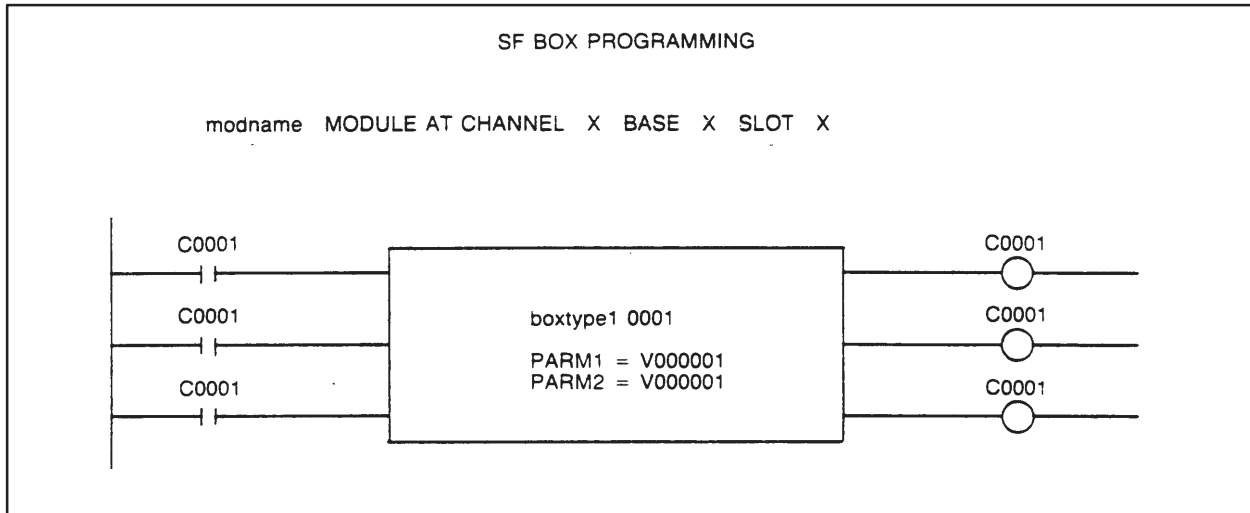 SF BOX PROGRAMMING
modname MODULE AT CHANNEL X BASE X SLOT X
C0001 C0001
boxtype1 0001
C0001 C0001
PARM1 = V000001
PARM2 = V000001
C0001 C0001